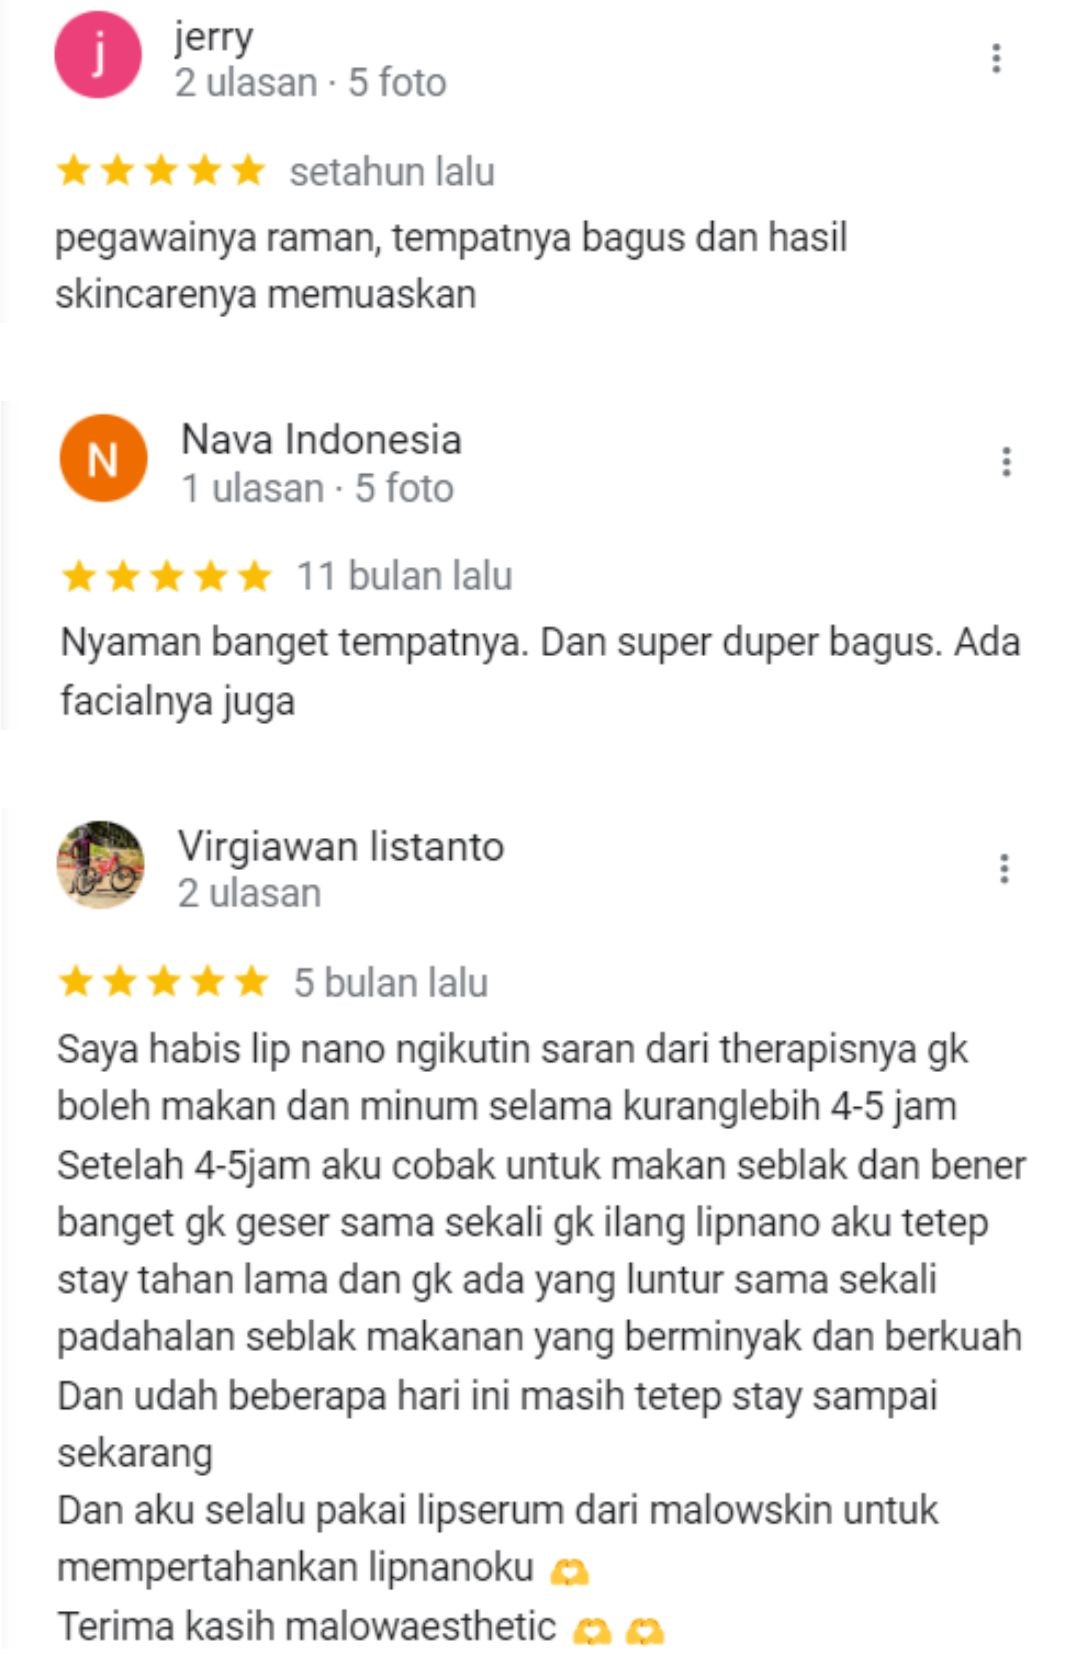 j
jerry
2 ulasan · 5 foto
setahun lalu
pegawainya raman, tempatnya bagus dan hasil
skincarenya memuaskan
N
Nava Indonesia
1 ulasan · 5 foto
11 bulan lalu
Nyaman banget tempatnya. Dan super duper bagus. Ada
facialnya juga
Virgiawan listanto
2 ulasan
5 bulan lalu
Saya habis lip nano ngikutin saran dari therapisnya gk
boleh makan dan minum selama kuranglebih 4-5 jam
Setelah 4-5jam aku cobak untuk makan seblak dan bener
banget gk geser sama sekali gk ilang lipnano aku tetep
stay tahan lama dan gk ada yang luntur sama sekali
padahalan seblak makanan yang berminyak dan berkuah
Dan udah beberapa hari ini masih tetep stay sampai
sekarang
Dan aku selalu pakai lipserum dari malowskin untuk
mempertahankan lipnanoku 🫶
Terima kasih malowaesthetic 🫶 🫶